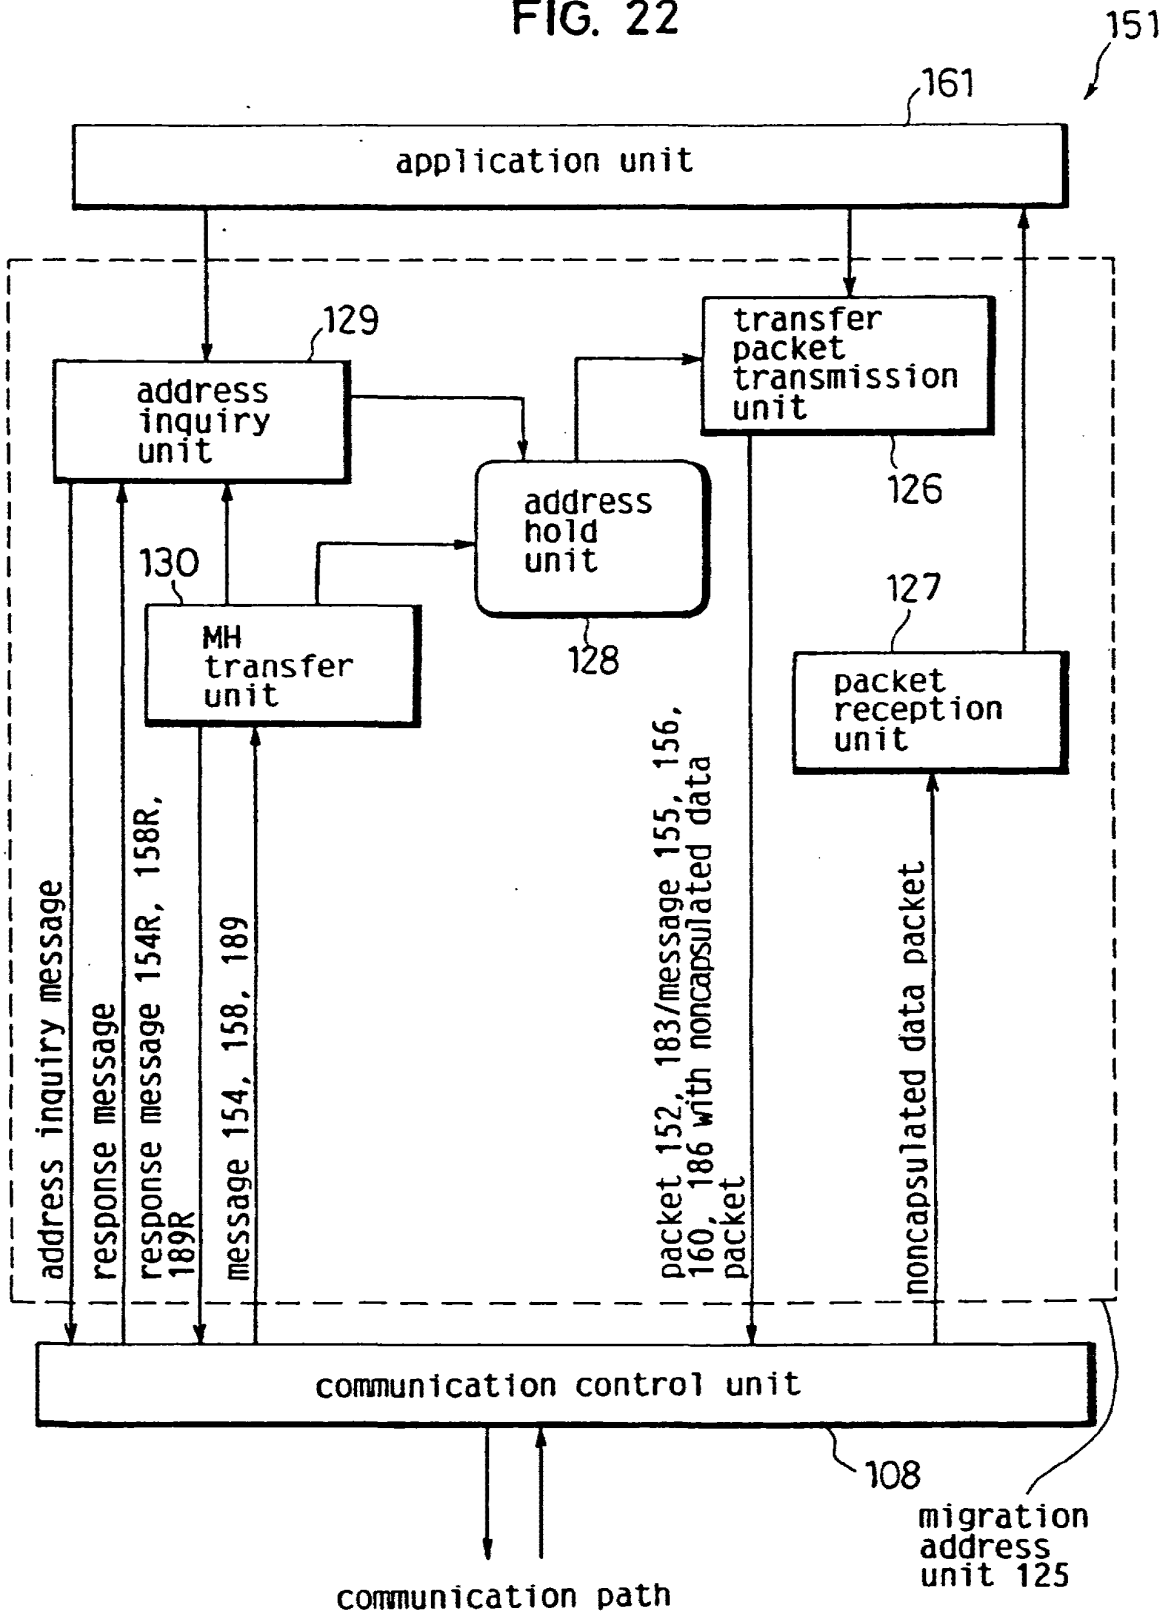 FIG. 22
151
161
application unit
129
address
inquiry
unit
transfer
packet
transmission
unit
126
address
hold
unit
128
130
MH
transfer
unit
127
packet
reception
unit
address inquiry message
response message
response message 154R, 158R,
189R
message 154, 158, 189
packet 152, 183/message 155, 156,
160, 186 with noncapsulated data
packet
noncapsulated data packet
communication control unit
108
migration
address
unit 125
communication path